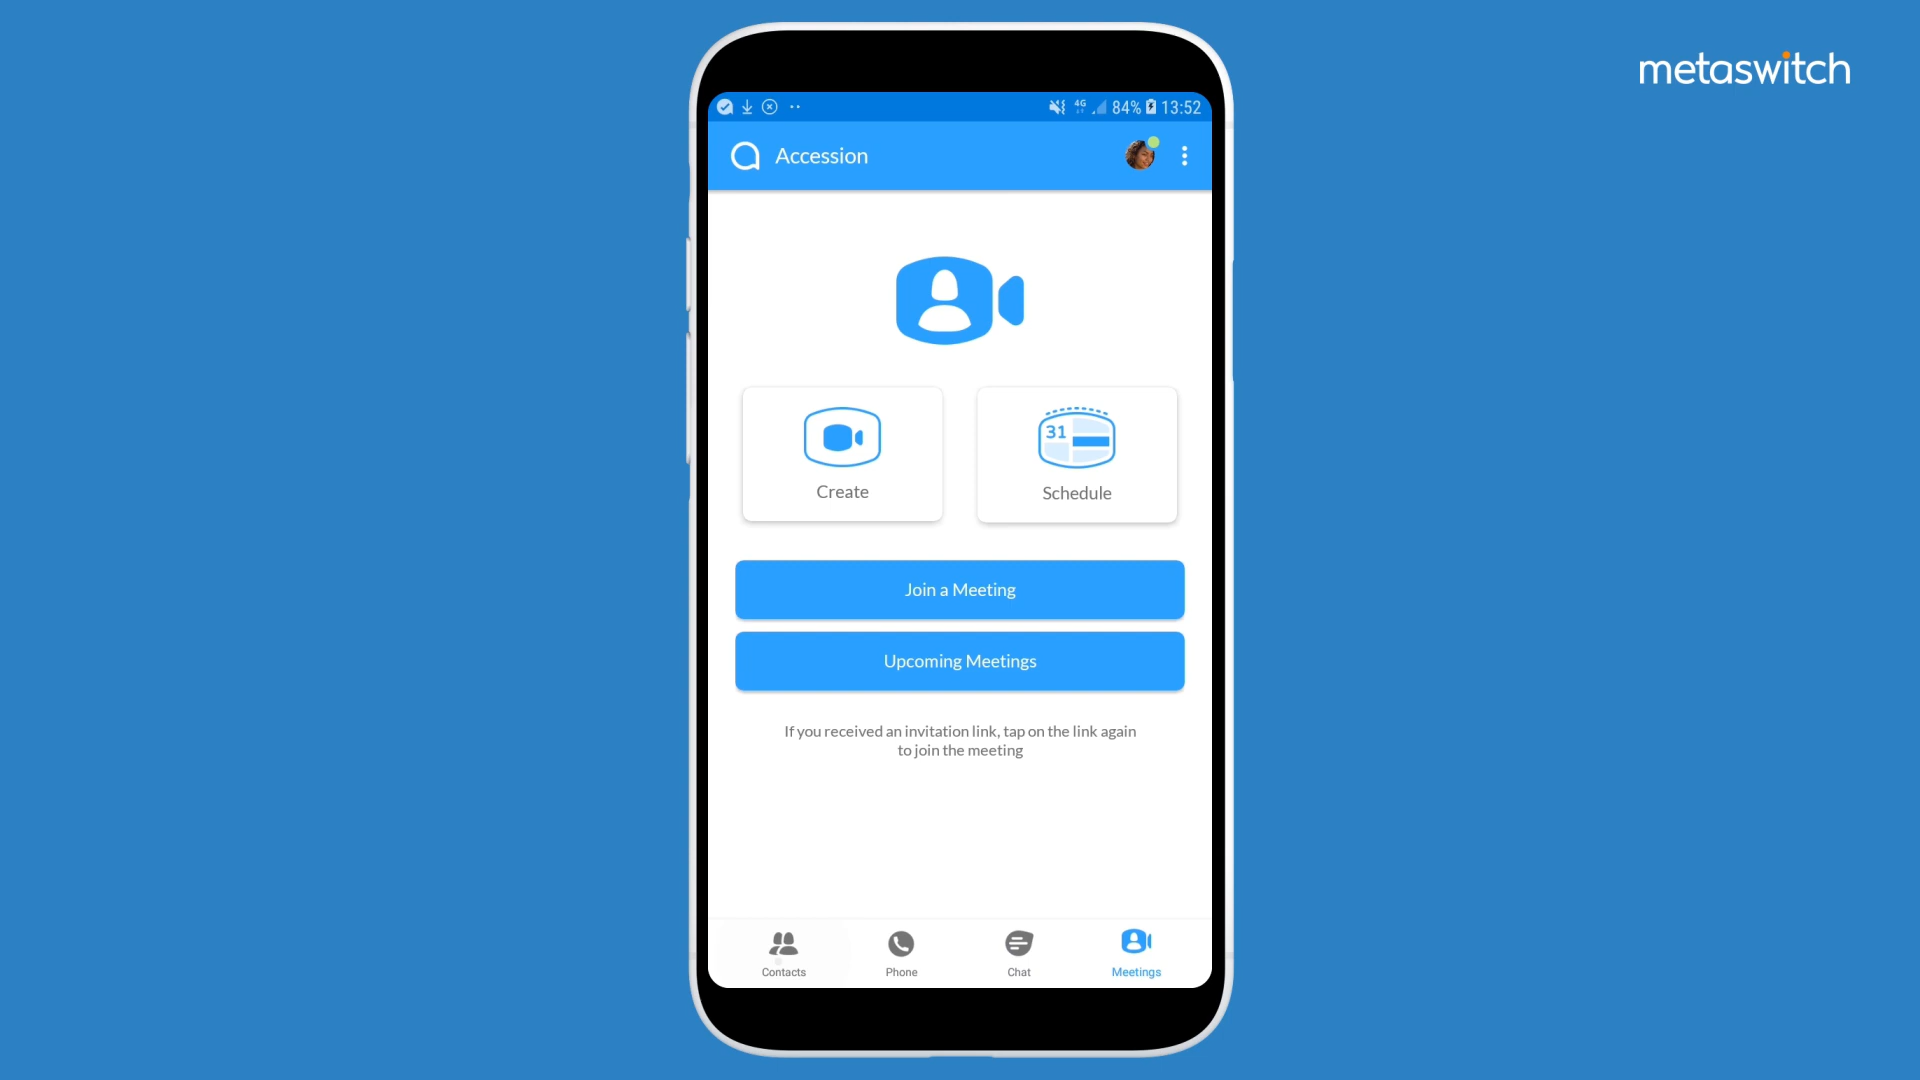 metaswitch
4G 84% 13:52
Accession
31
Create
Schedule
Join a Meeting
Upcoming Meetings
If you received an invitation link, tap on the link again
to join the meeting
Contacts
Phone
Chat
Meetings